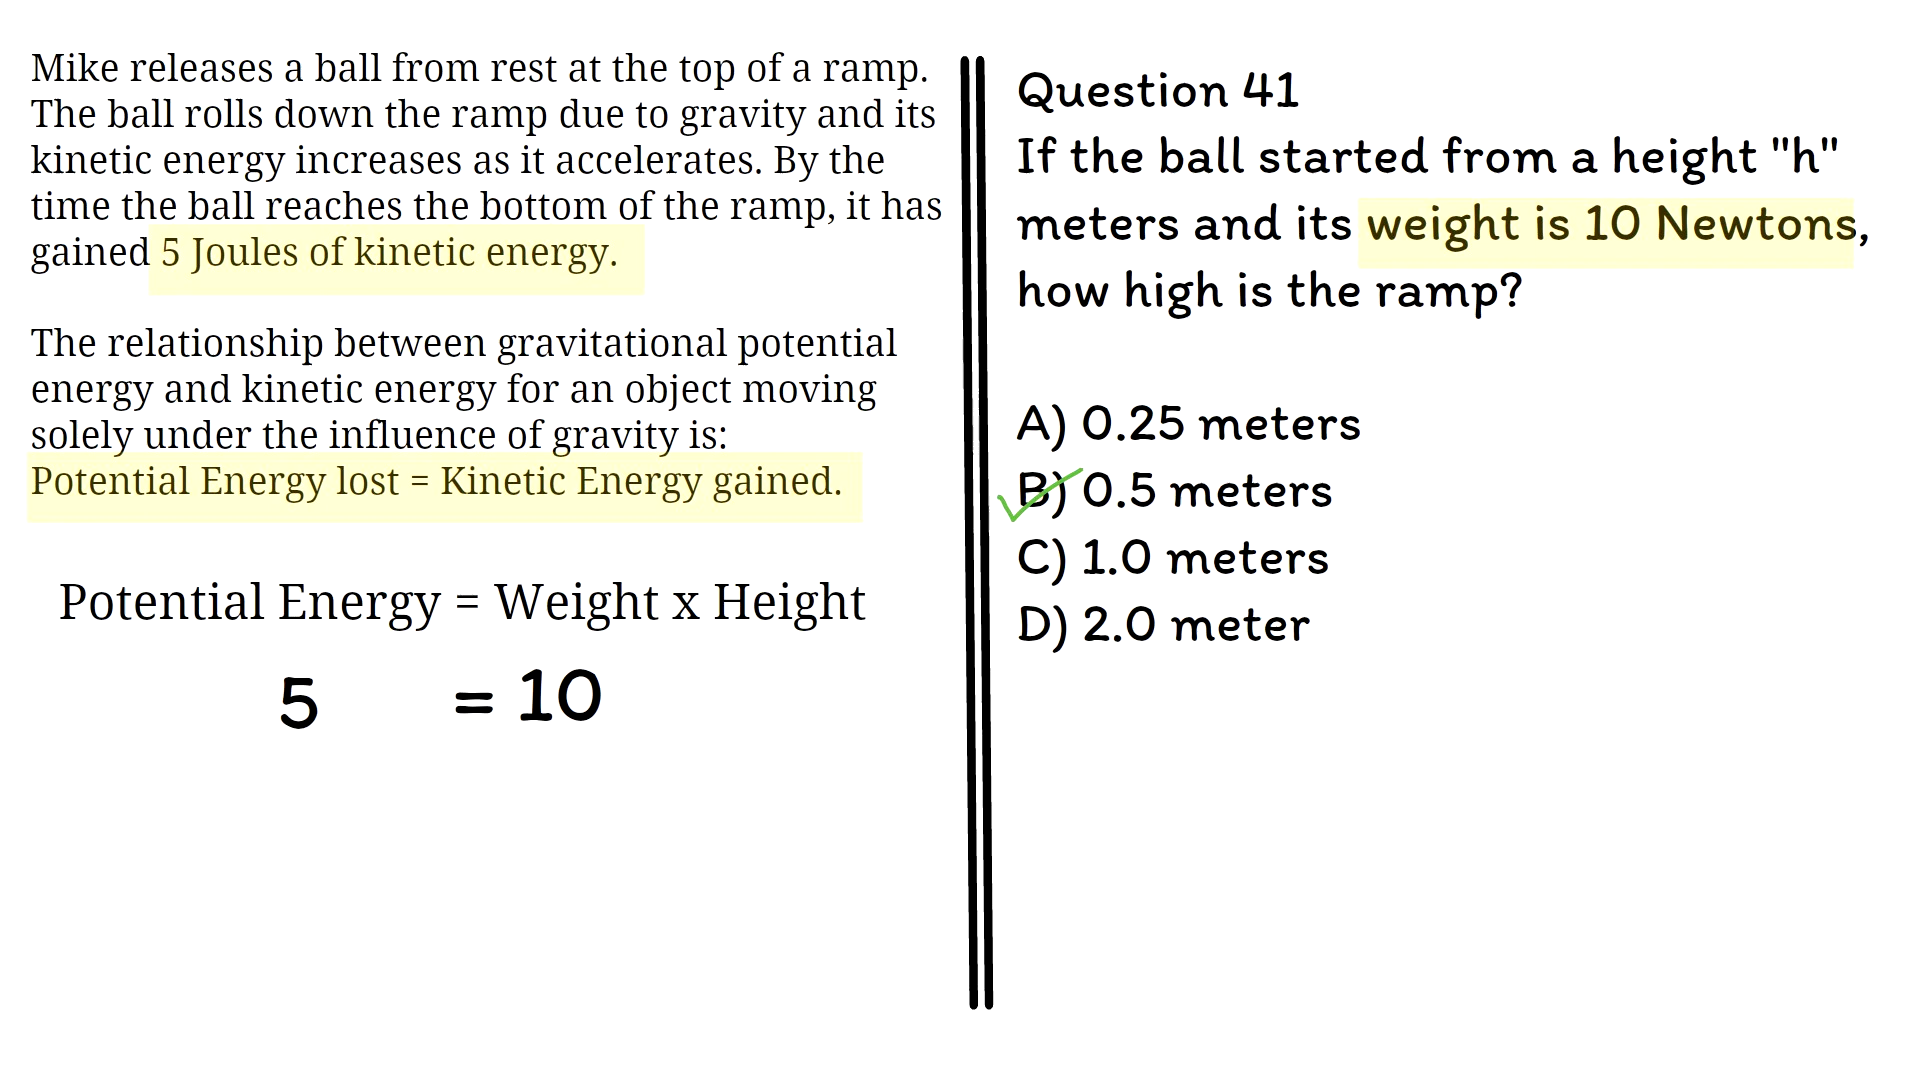 Mike releases a ball from rest at the top of a ramp.
The ball rolls down the ramp due to gravity and its
kinetic energy increases as it accelerates. By the
time the ball reaches the bottom of the ramp, it has
gained 5 Joules of kinetic energy.
The relationship between gravitational potential
energy and kinetic energy for an object moving
solely under the influence of gravity is:
Potential Energy lost = Kinetic Energy gained.
Potential Energy = Weight x Height
5 = 10
Question 41
If the ball started from a height "h"
meters and its weight is 10 Newtons,
how high is the ramp?
A) 0.25 meters
B) 0.5 meters
C) 1.0 meters
D) 2.0 meter